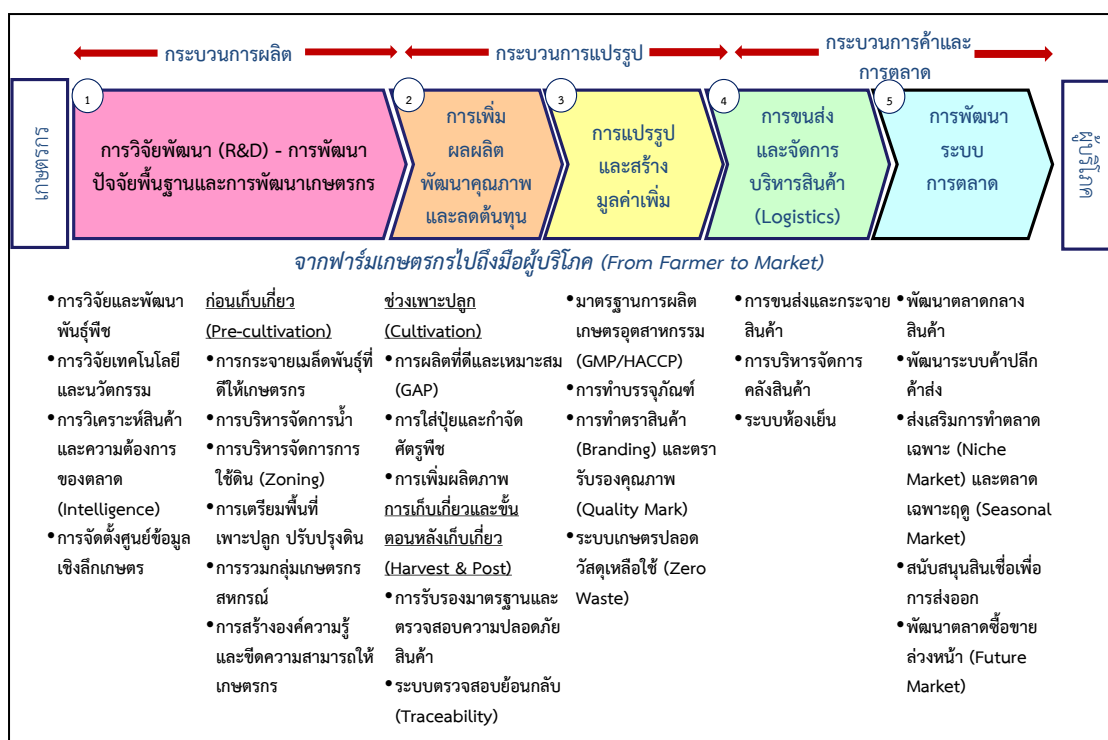 กระบวนการผลิต
กระบวนการแปรรูป
กระบวนการค้าและ
การตลาด
เกษตรกร
1
การวิจัยพัฒนา (R&D) - การพัฒนา
ปัจจัยพื้นฐานและการพัฒนาเกษตรกร
2
การเพิ่ม
ผลผลิต
พัฒนาคุณภาพ
และลดต้นทุน
3
การแปรรูป
และสร้าง
มูลค่าเพิ่ม
4
การขนส่ง
และจัดการ
บริหารสินค้า
(Logistics)
5
การพัฒนา
ระบบ
การตลาด
ผู้บริโภค
จากฟาร์มเกษตรกรไปถึงมือผู้บริโภค (From Farmer to Market)
•การวิจัยและพัฒนา
พันธุ์พืช
•การวิจัยเทคโนโลยี
และนวัตกรรม
•การวิเคราะห์สินค้า
และความต้องการ
ของตลาด
(Intelligence)
•การจัดตั้งศูนย์ข้อมูล
เชิงลึกเกษตร
ก่อนเก็บเกี่ยว
(Pre-cultivation)
•การกระจายเมล็ดพันธุ์ที่
ดีให้เกษตรกร
•การบริหารจัดการน้ำ
•การบริหารจัดการการ
ใช้ดิน (Zoning)
•การเตรียมพื้นที่
เพาะปลูก ปรับปรุงดิน
•การรวมกลุ่มเกษตรกร
สหกรณ์
•การสร้างองค์ความรู้
และขีดความสามารถให้
เกษตรกร
ช่วงเพาะปลูก
(Cultivation)
•การผลิตที่ดีและเหมาะสม
(GAP)
•การใส่ปุ๋ยและกำจัด
ศัตรูพืช
•การเพิ่มผลิตภาพ
การเก็บเกี่ยวและขั้น
ตอนหลังเก็บเกี่ยว
(Harvest & Post)
•การรับรองมาตรฐานและ
ตรวจสอบความปลอดภัย
สินค้า
•ระบบตรวจสอบย้อนกลับ
(Traceability)
•มาตรฐานการผลิต
เกษตรอุตสาหกรรม
(GMP/HACCP)
•การทำบรรจุภัณฑ์
•การทำตราสินค้า
(Branding) และตรา
รับรองคุณภาพ
(Quality Mark)
•ระบบเกษตรปลอด
วัสดุเหลือใช้ (Zero
Waste)
•การขนส่งและกระจาย
สินค้า
•การบริหารจัดการ
คลังสินค้า
•ระบบห้องเย็น
•พัฒนาตลาดกลาง
สินค้า
•พัฒนาระบบค้าปลีก
ค้าส่ง
•ส่งเสริมการทำตลาด
เฉพาะ (Niche
Market) และตลาด
เฉพาะฤดู (Seasonal
Market)
•สนับสนุนสินเชื่อเพื่อ
การส่งออก
•พัฒนาตลาดซื้อขาย
ล่วงหน้า (Future
Market)